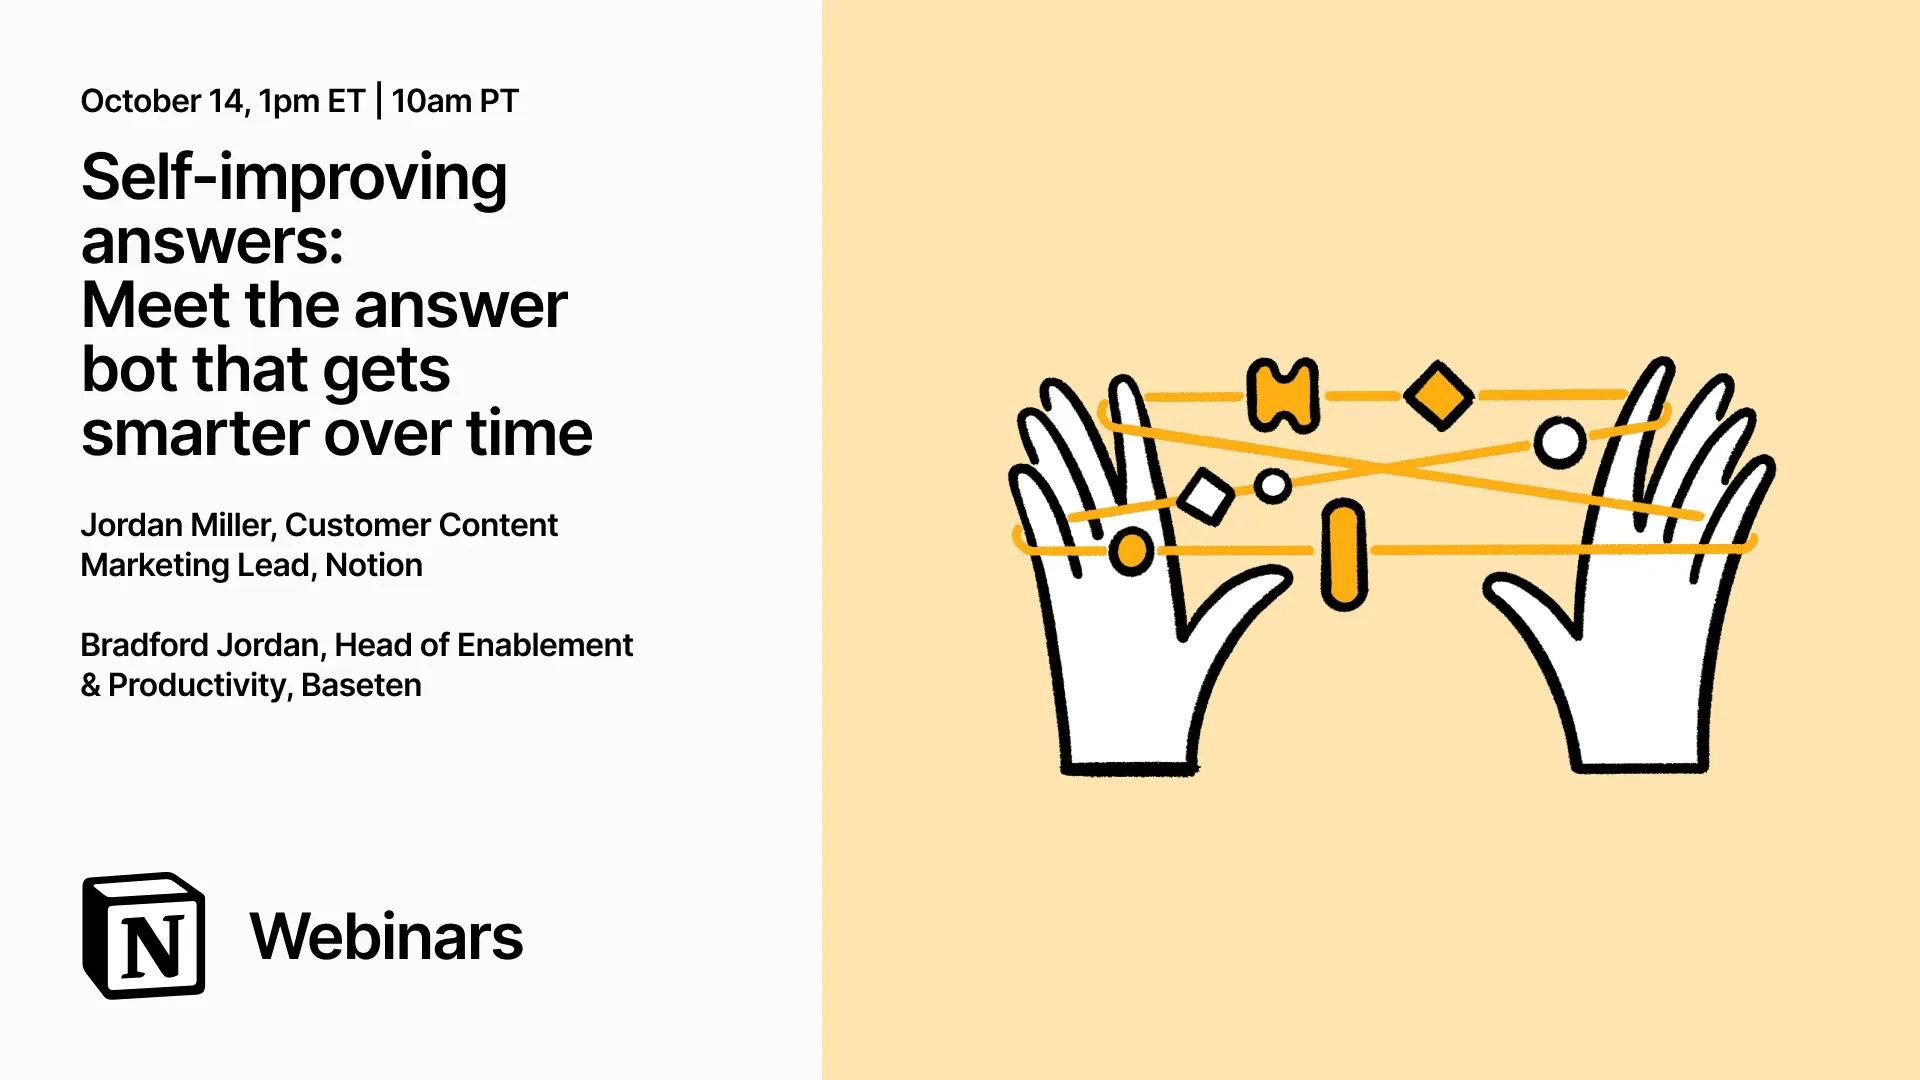 October 14, 1pm ET | 10am PT
Self-improving
answers:
Meet the answer
bot that gets
smarter over time
Jordan Miller, Customer Content
Marketing Lead, Notion
Bradford Jordan, Head of Enablement
& Productivity, Baseten
N
Webinars